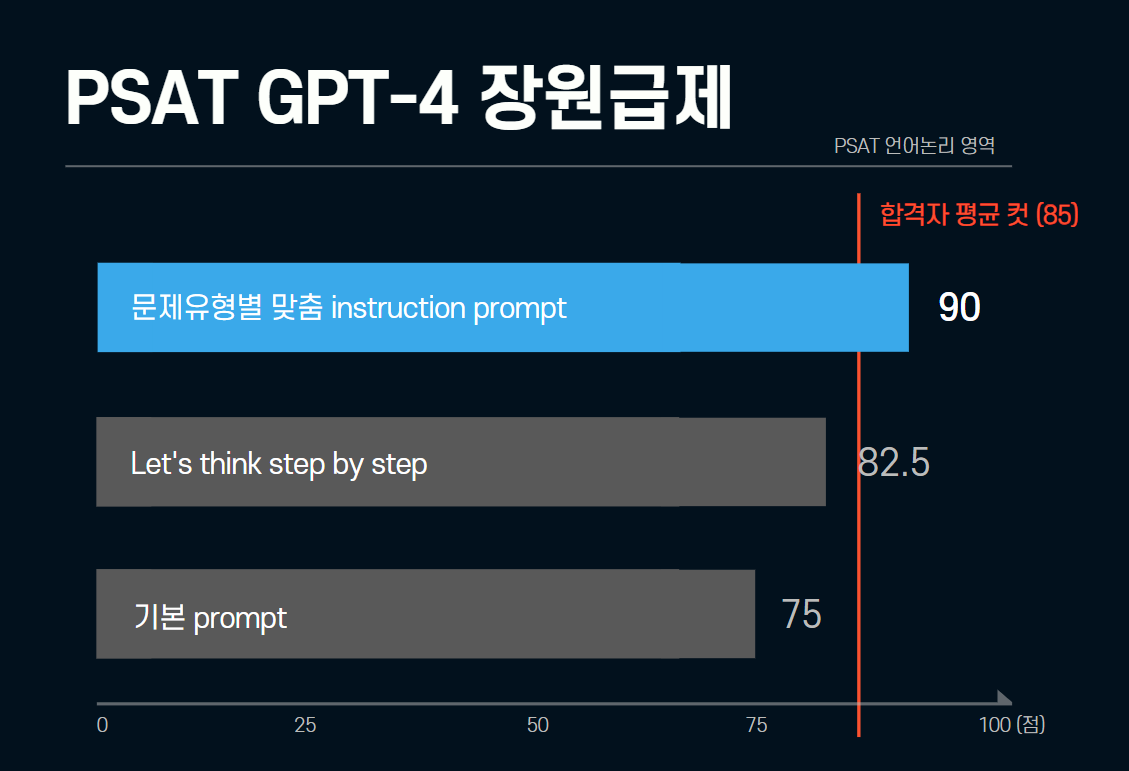 PSAT GPT-4 장원급제
PSAT 언어논리 영역
합격자 평균 컷 (85)
문제유형별 맞춤 instruction prompt
90
Let's think step by step
82.5
기본 prompt
75
0 25 50 75 100 (점)